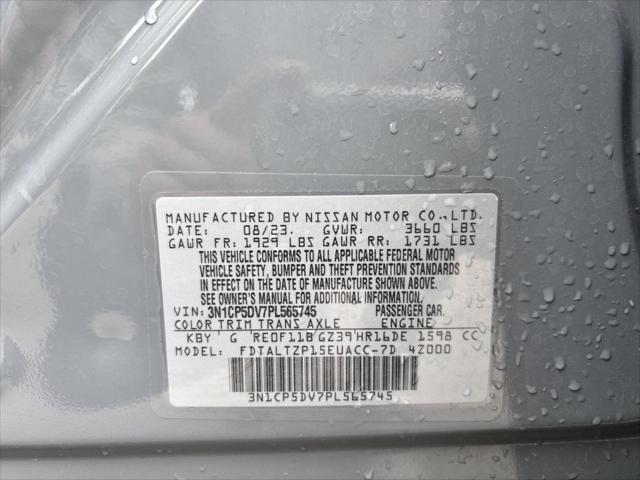 MANUFACTURED BY NISSAN MOTOR CO.,LTD.
DATE: 08/23. GVWR: 3660 LBS
GAWR FR: 1929 LBS GAWR RR: 1731 LBS
THIS VEHICLE CONFORMS TO ALL APPLICABLE FEDERAL MOTOR
VEHICLE SAFETY, BUMPER AND THEFT PREVENTION STANDARDS
IN EFFECT ON THE DATE OF MANUFACTURE SHOWN ABOVE.
SEE OWNER'S MANUAL FOR ADDITIONAL INFORMATION.
VIN: 3N1CP5DV7PL565745 PASSENGER CAR.
COLOR TRIM TRANS AXLE ENGINE
KBY G RE0F11B GZ39 HR16DE 1598 CC
MODEL: FDTALTZP15EUACC-7D 4Z000
3N1CP5DV7PL565745